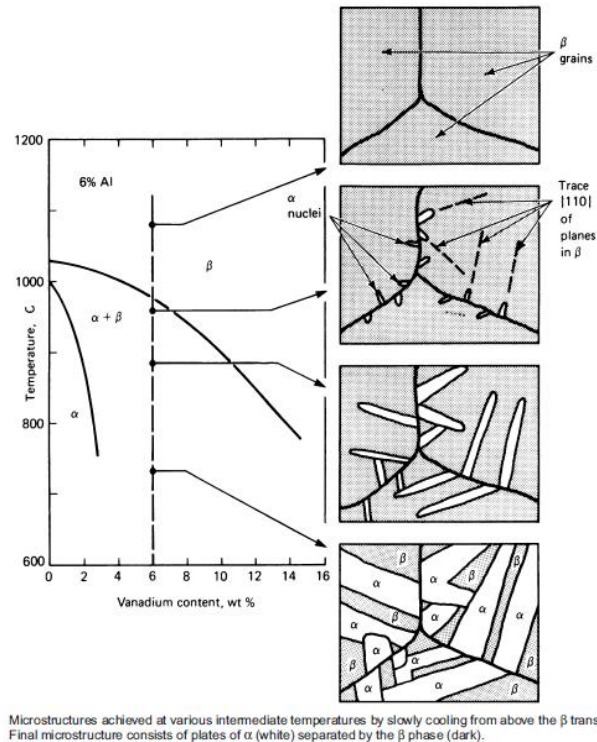 β
grains
1200
6% Al
α
nuclei
Trace
|110|
of
planes
in β
β
1000
α + β
Temperature, C
α
800
600
0 2 4 6 8 10 12 14 16
Vanadium content, wt %
β
α
α
β
β
α
α
β
β
α
α
β
α
α
β
α
β
Microstructures achieved at various intermediate temperatures by slowly cooling from above the β trans
Final microstructure consists of plates of α (white) separated by the β phase (dark).